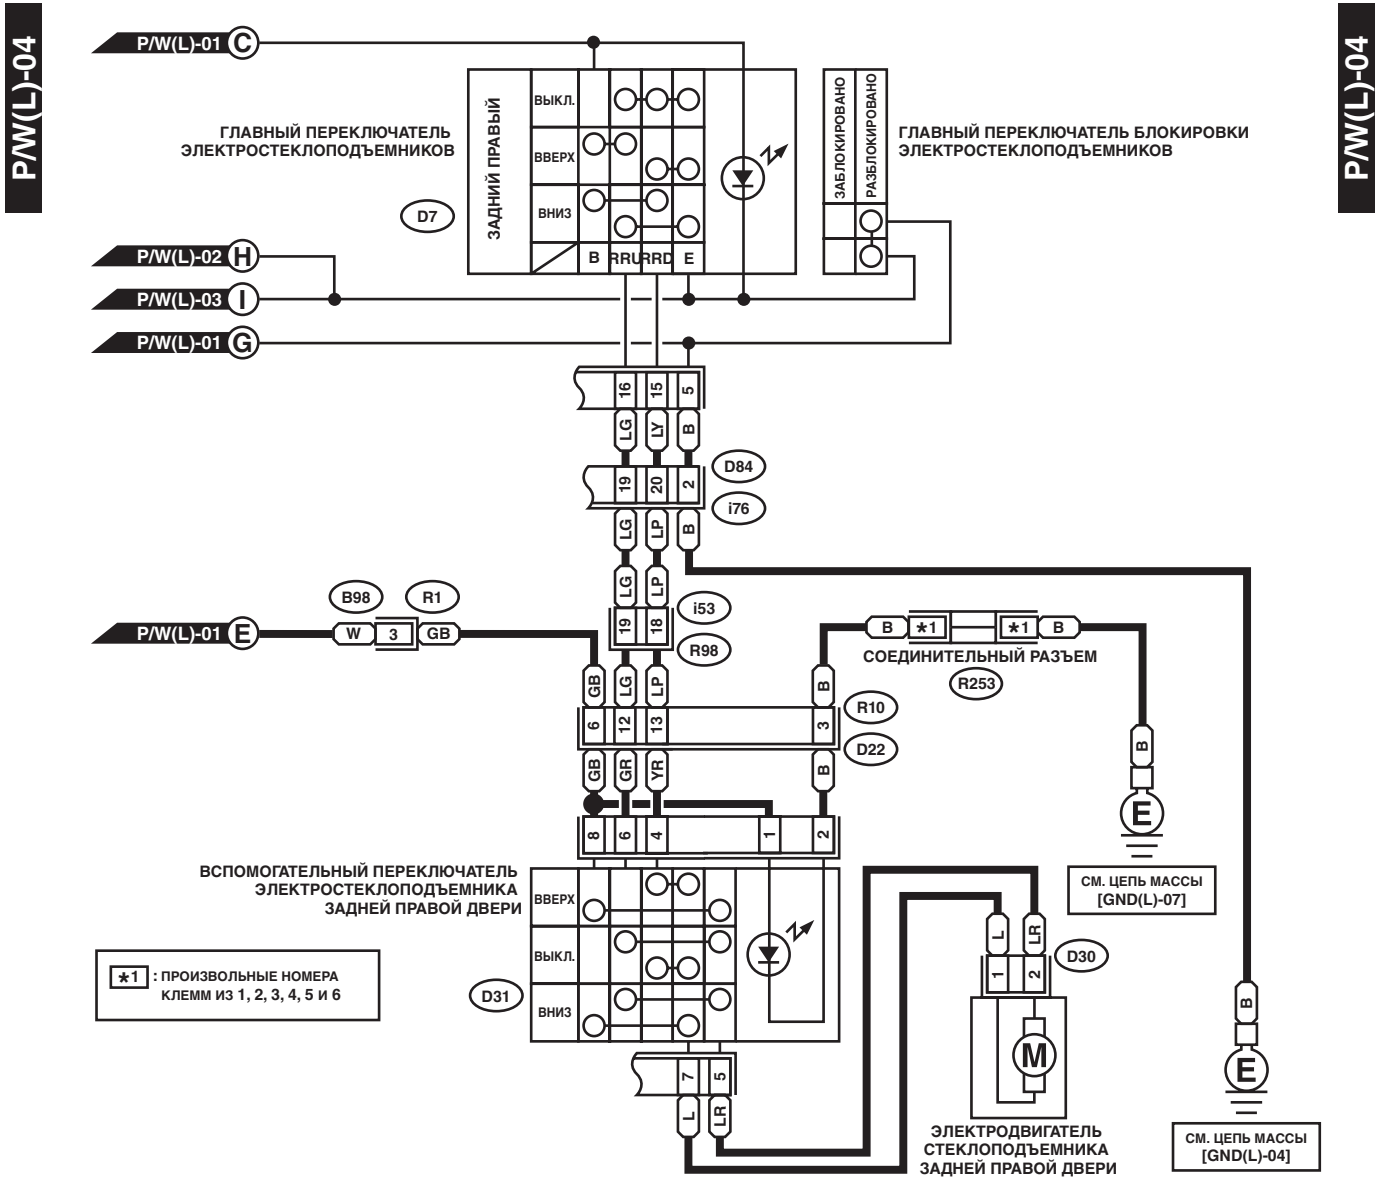 P/W(L)-04
P/W(L)-04
P/W(L)-01 C
ЗАДНИЙ ПРАВЫЙ
ВЫКЛ.
ВВЕРХ
ВНИЗ
B RRU RRD E
ГЛАВНЫЙ ПЕРЕКЛЮЧАТЕЛЬ
ЭЛЕКТРОСТЕКЛОПОДЪЕМНИКОВ
D7
ЗАБЛОКИРОВАНО
РАЗБЛОКИРОВАНО
ГЛАВНЫЙ ПЕРЕКЛЮЧАТЕЛЬ БЛОКИРОВКИ
ЭЛЕКТРОСТЕКЛОПОДЪЕМНИКОВ
P/W(L)-02 H
P/W(L)-03 I
P/W(L)-01 G
16 15 5
LG LY B
19 20 2
D84
i76
LG LP B
LG LP
19 18
i53
R98
P/W(L)-01 E
B98
R1
W 3 GB
GB LG LP B
6 12 13 3
R10
D22
GB GR YR B
8 6 4 1 2
B *1 *1 B
СОЕДИНИТЕЛЬНЫЙ РАЗЪЕМ
R253
B
E
СМ. ЦЕПЬ МАССЫ
[GND(L)-07]
ВСПОМОГАТЕЛЬНЫЙ ПЕРЕКЛЮЧАТЕЛЬ
ЭЛЕКТРОСТЕКЛОПОДЪЕМНИКА
ЗАДНЕЙ ПРАВОЙ ДВЕРИ
ВВЕРХ
ВЫКЛ.
ВНИЗ
D31
*1 : ПРОИЗВОЛЬНЫЕ НОМЕРА
КЛЕММ ИЗ 1, 2, 3, 4, 5 И 6
7 5
L LR
L LR
1 2
D30
M
ЭЛЕКТРОДВИГАТЕЛЬ
СТЕКЛОПОДЪЕМНИКА
ЗАДНЕЙ ПРАВОЙ ДВЕРИ
B
E
СМ. ЦЕПЬ МАССЫ
[GND(L)-04]